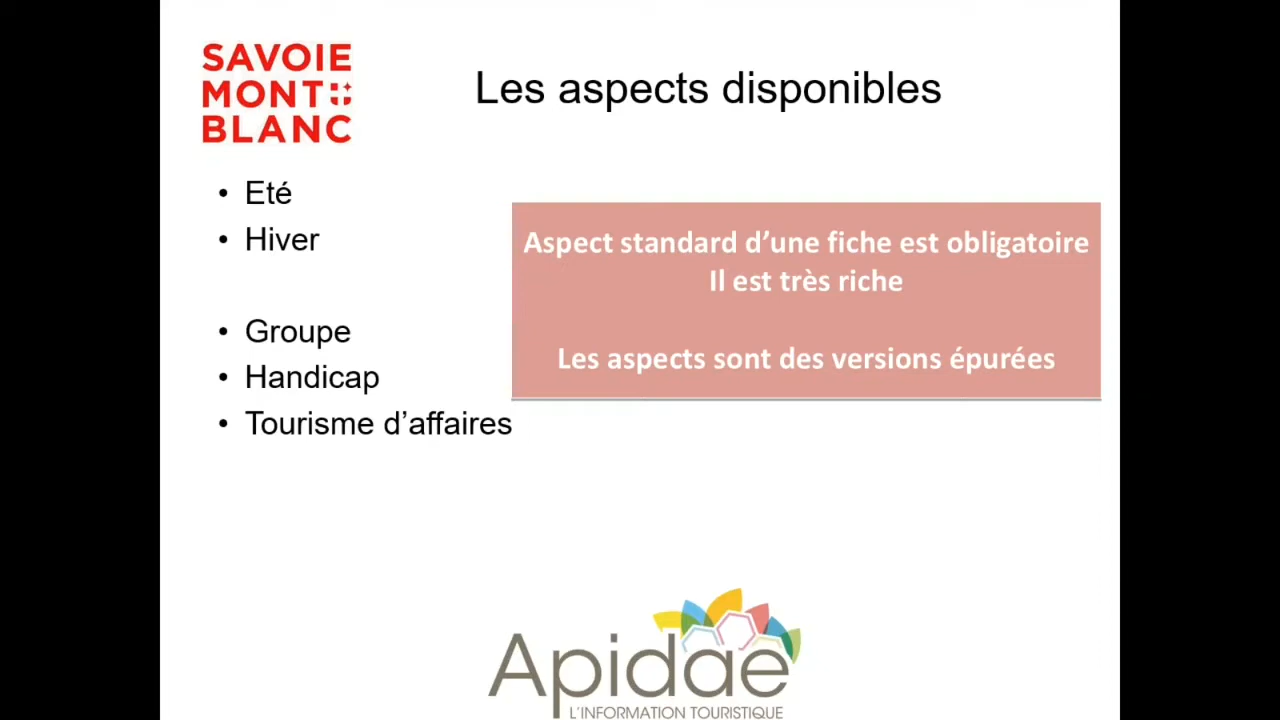 SAVOIE
MONT
BLANC
Les aspects disponibles
• Eté
• Hiver
• Groupe
• Handicap
• Tourisme d’affaires
Aspect standard d’une fiche est obligatoire
Il est très riche
Les aspects sont des versions épurées
Apidae
L’INFORMATION TOURISTIQUE